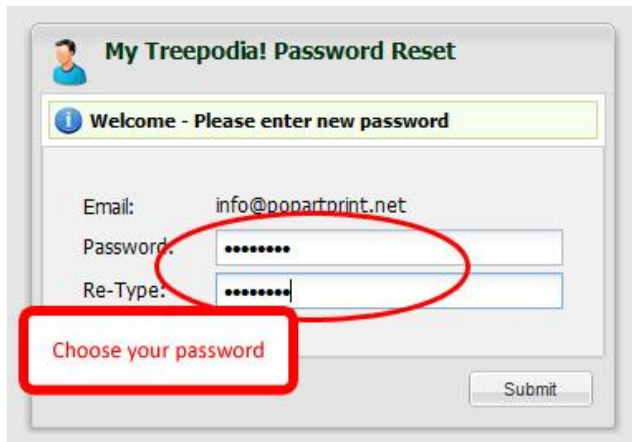 My Treepodia! Password Reset
Welcome - Please enter new password
Email: info@popartprint.net
Password: ••••••••
Re-Type: ••••••••
Choose your password
Submit